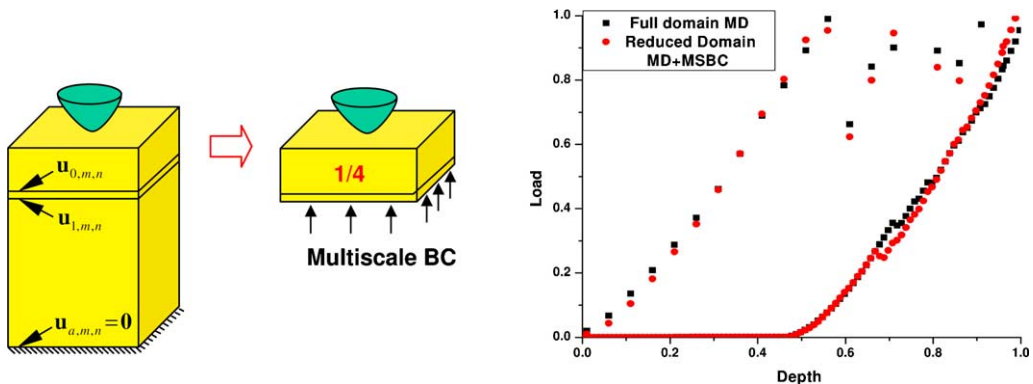 u0,m,n
u1,m,n
ua,m,n = 0
1/4
Multiscale BC
Full domain MD
Reduced Domain
MD+MSBC
Load
1.0
0.8
0.6
0.4
0.2
0.0
0.0 0.2 0.4 0.6 0.8 1.0
Depth